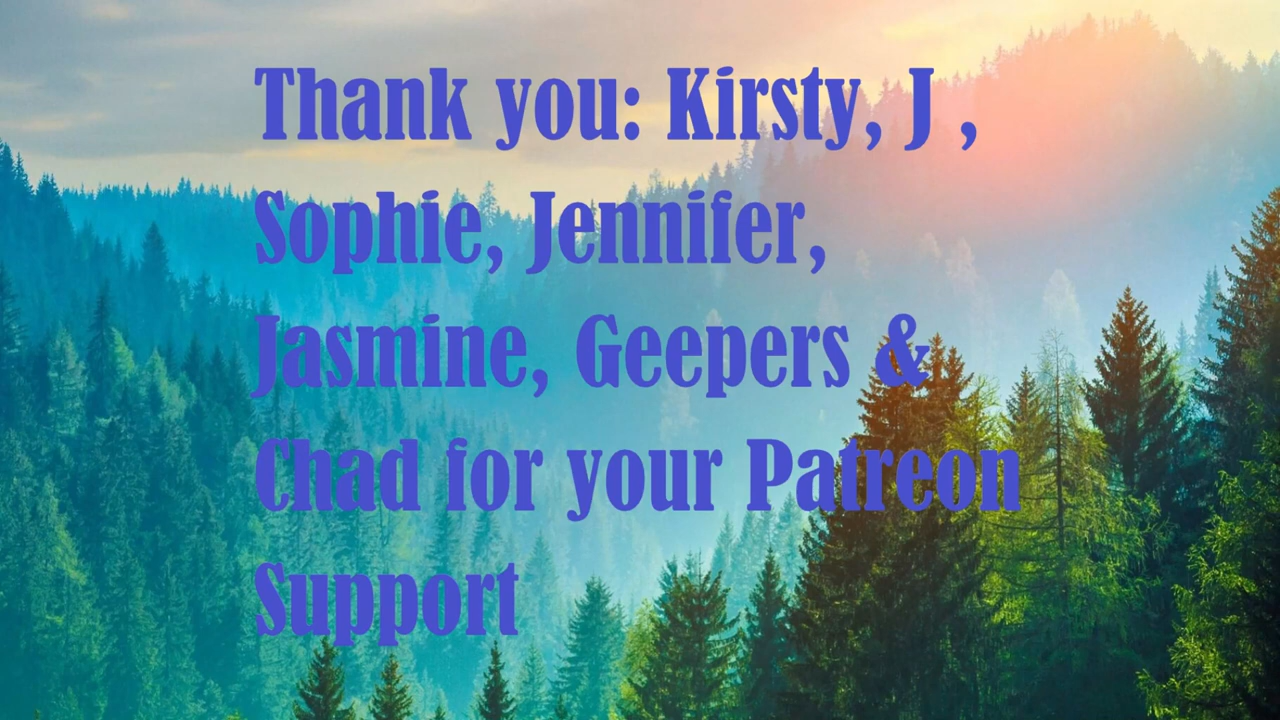 Thank you: Kirsty, J ,
Sophie, Jennifer,
Jasmine, Geepers &
Chad for your Patreon
Support